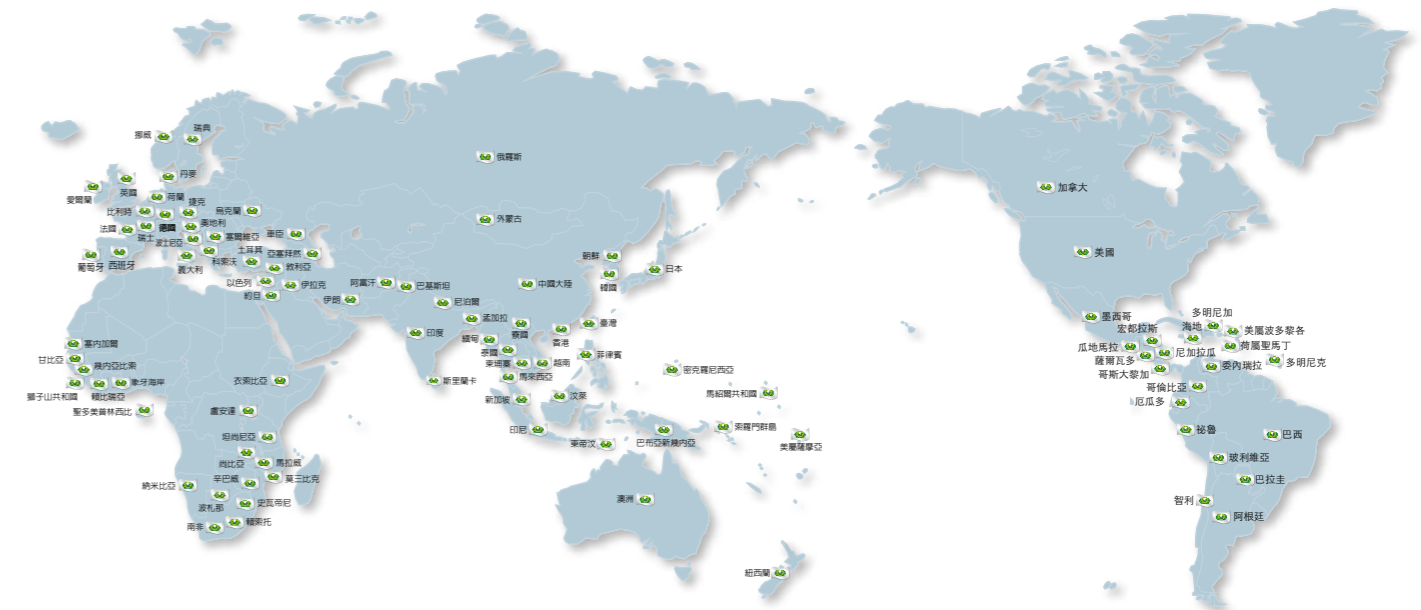 挪威
瑞典
俄羅斯
丹麥
英國
愛爾蘭
荷蘭
捷克
加拿大
比利時
烏克蘭
外蒙古
法國
德國
奧地利
瑞士
波士尼亞
塞爾維亞
車臣
葡萄牙
西班牙
義大利
科索沃
土耳其
亞塞拜然
敘利亞
朝鮮
韓國
日本
美國
以色列
伊拉克
約旦
伊朗
阿富汗
巴基斯坦
中國大陸
尼泊爾
孟加拉
印度
緬甸
寮國
香港
臺灣
泰國
菲律賓
柬埔寨
越南
馬來西亞
斯里蘭卡
新加坡
汶萊
密克羅尼西亞
馬紹爾共和國
印尼
東帝汶
巴布亞新幾內亞
索羅門群島
美屬薩摩亞
塞內加爾
甘比亞
幾內亞比索
象牙海岸
獅子山共和國
賴比瑞亞
聖多美普林西比
衣索比亞
盧安達
坦尚尼亞
尚比亞
馬拉威
辛巴威
莫三比克
納米比亞
波札那
史瓦帝尼
南非
賴索托
澳洲
紐西蘭
墨西哥
多明尼加
宏都拉斯
海地
美屬波多黎各
瓜地馬拉
尼加拉瓜
荷屬聖馬丁
薩爾瓦多
委內瑞拉
多明尼克
哥斯大黎加
哥倫比亞
厄瓜多
祕魯
巴西
玻利維亞
巴拉圭
智利
阿根廷